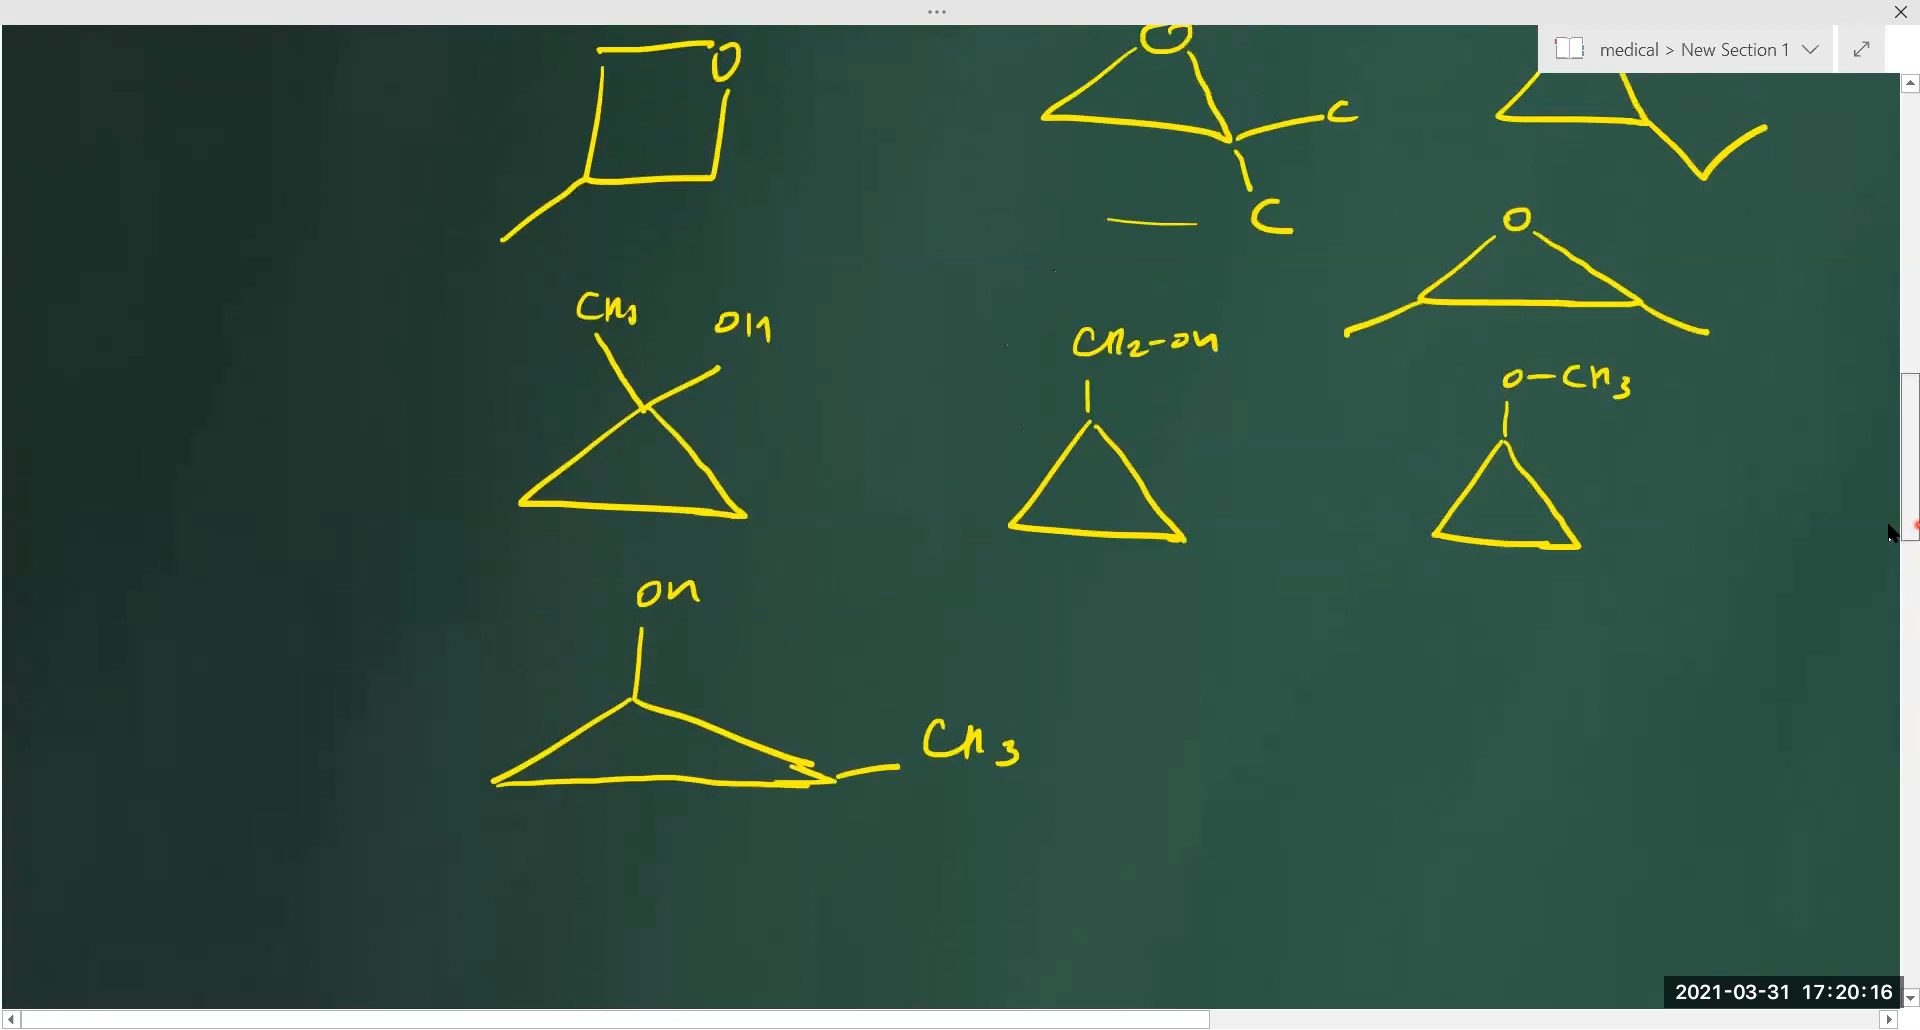 medical > New Section 1
O
O
C
C
O
CH3
OH
CH2-OH
O-CH3
OH
CH3
2021-03-31 17:20:16